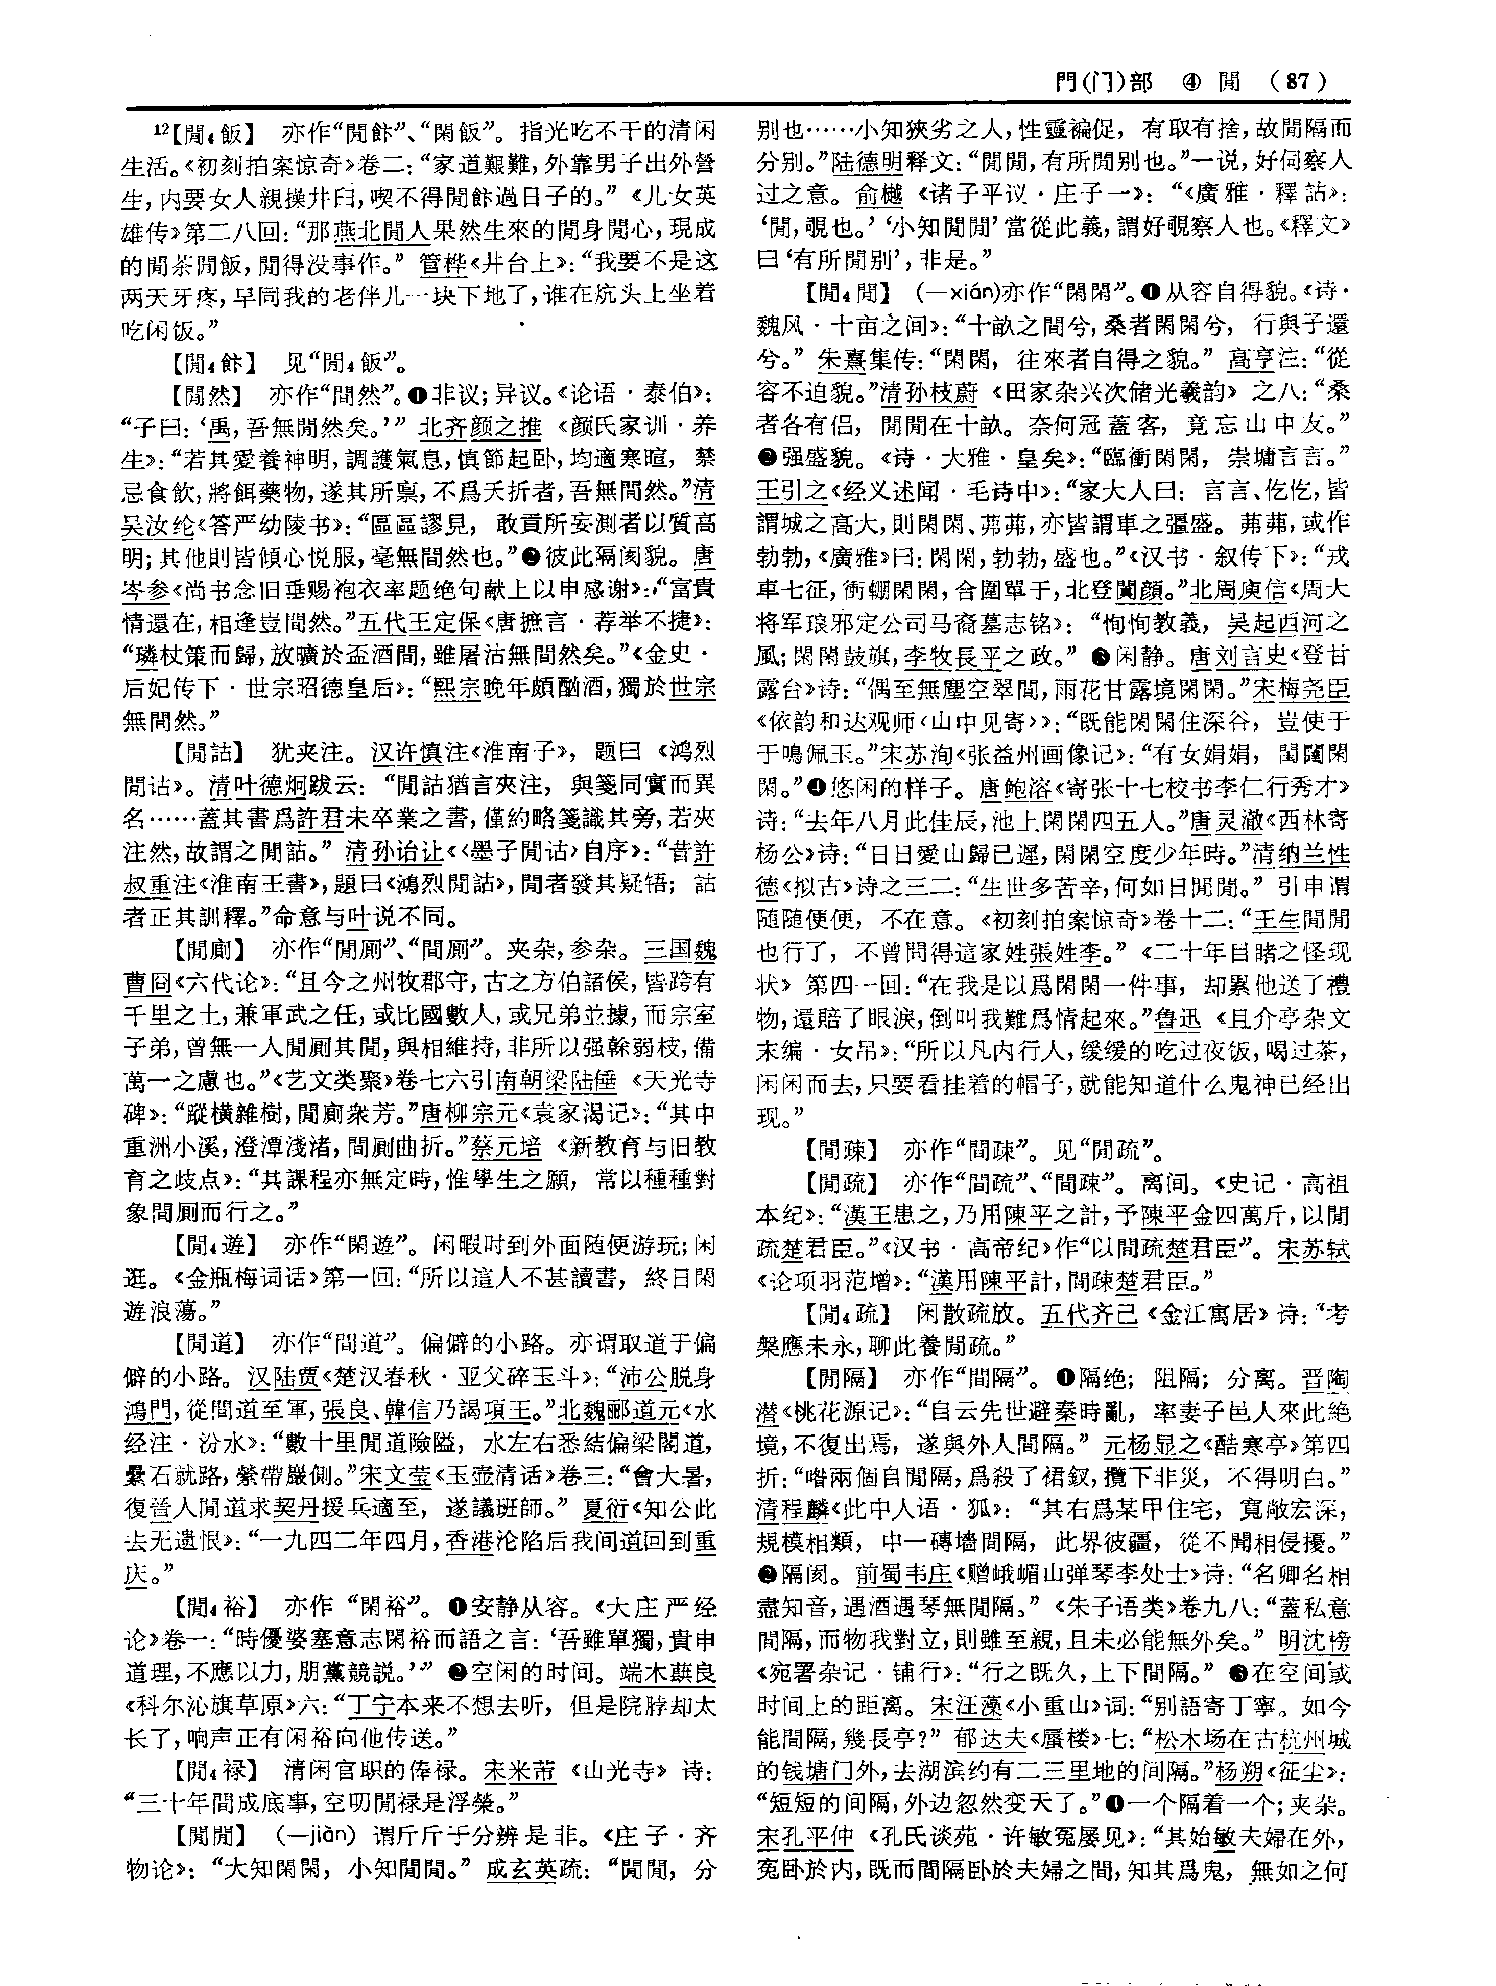 門(门)部 ④ 閒 (87)
12【閒4飯】 亦作“閒飰”、“閑飯”。指光吃不干的清闲
生活。《初刻拍案惊奇》卷二：“家道艱難，外靠男子出外營
生，内要女人親操井臼，喫不得閒飰過日子的。”《儿女英
雄传》第二八回：“那燕北閒人果然生來的閒身閒心，現成
的閒茶閒飯，閒得没事作。” 管桦《井台上》：“我要不是这
两天牙疼，早同我的老伴儿一块下地了，谁在炕头上坐着
吃闲饭。”
【閒4飰】 见“閒4飯”。
【閒然】 亦作“間然”。❶非议；异议。《论语·泰伯》：
“子曰：‘禹，吾無閒然矣。’” 北齐颜之推《颜氏家训·养
生》：“若其愛養神明，調護氣息，慎節起卧，均適寒暄，禁
忌食飲，將餌藥物，遂其所禀，不爲夭折者，吾無間然。”清
吴汝纶《答严幼陵书》：“區區謬見，敢貢所妄測者以質高
明；其他則皆傾心悦服，毫無間然也。”❷彼此隔阂貌。唐
岑参《尚书念旧垂赐袍衣率题绝句献上以申感谢》：“富貴
情還在，相逢豈間然。”五代王定保《唐摭言·荐举不捷》：
“璘杖策而歸，放曠於盃酒間，雖屠沽無間然矣。”《金史·
后妃传下·世宗昭德皇后》：“熙宗晚年頗酗酒，獨於世宗
無間然。”
【閒詁】 犹夹注。汉许慎注《淮南子》，题曰《鸿烈
閒诂》。清叶德炯跋云：“閒詁猶言夾注，與箋同實而異
名……蓋其書爲許君未卒業之書，僅約略箋識其旁，若夾
注然，故謂之閒詁。” 清孙诒让《〈墨子閒诂〉自序》：“昔許
叔重注《淮南王書》，題曰《鴻烈閒詁》，閒者發其疑牾；詁
者正其訓釋。”命意与叶说不同。
【閒廁】 亦作“閒厠”、“間厠”。夹杂，参杂。三国魏
曹冏《六代论》：“且今之州牧郡守，古之方伯諸侯，皆跨有
千里之土，兼軍武之任，或比國數人，或兄弟並據，而宗室
子弟，曾無一人閒厠其閒，與相維持，非所以强榦弱枝，備
萬一之慮也。”《艺文类聚》卷七六引南朝梁陆倕《天光寺
碑》：“蹤横雜樹，閒廁衆芳。”唐柳宗元《袁家渴记》：“其中
重洲小溪，澄潭淺渚，間厠曲折。”蔡元培《新教育与旧教
育之歧点》：“其課程亦無定時，惟學生之願，常以種種對
象間厠而行之。”
【閒4遊】 亦作“閑遊”。闲暇时到外面随便游玩；闲
逛。《金瓶梅词话》第一回：“所以這人不甚讀書，終日閑
遊浪蕩。”
【閒道】 亦作“間道”。偏僻的小路。亦谓取道于偏
僻的小路。汉陆贾《楚汉春秋·亚父碎玉斗》：“沛公脱身
鴻門，從間道至軍，張良、韓信乃謁項王。”北魏郦道元《水
经注·汾水》：“數十里閒道險隘，水左右悉結偏梁閣道，
纍石就路，縈帶巖側。”宋文莹《玉壶清话》卷三：“會大暑，
復晉人閒道求契丹援兵適至，遂議班師。” 夏衍《知公此
去无遗恨》：“一九四二年四月，香港沦陷后我间道回到重
庆。”
【閒4裕】 亦作“閑裕”。❶安静从容。《大庄严经
论》卷一：“時優婆塞意志閑裕而語之言：‘吾雖單獨，貴申
道理，不應以力，朋黨競説。’” ❷空闲的时间。端木蕻良
《科尔沁旗草原》六：“丁宁本来不想去听，但是院脖却太
长了，响声正有闲裕向他传送。”
【閒4禄】 清闲官职的俸禄。宋米芾《山光寺》诗：
“三十年間成底事，空叨閒禄是浮榮。”
【閒閒】 （—jiàn）谓斤斤于分辨是非。《庄子·齐
物论》：“大知閑閑，小知閒閒。” 成玄英疏：“閒閒，分
别也……小知狹劣之人，性靈褊促，有取有捨，故閒隔而
分别。”陆德明释文：“閒閒，有所閒别也。”一说，好伺察人
过之意。俞樾《诸子平议·庄子一》：“《廣雅·釋詁》：
‘閒，覗也。’‘小知閒閒’當從此義，謂好覗察人也。《釋文》
曰‘有所閒别’，非是。”
【閒4閒】 （—xián）亦作“閑閑”。❶从容自得貌。《诗·
魏风·十亩之间》：“十畝之間兮，桑者閑閑兮，行與子還
兮。” 朱熹集传：“閑閑，往來者自得之貌。” 高亨注：“從
容不迫貌。”清孙枝蔚《田家杂兴次储光羲韵》之八：“桑
者各有侣，閒閒在十畝。奈何冠蓋客，竟忘山中友。”
❷强盛貌。《诗·大雅·皇矣》：“臨衝閑閑，崇墉言言。”
王引之《经义述闻·毛诗中》：“家大人曰：言言、仡仡，皆
謂城之高大，則閑閑、茀茀，亦皆謂車之彊盛。茀茀，或作
勃勃，《廣雅》曰：閑閑，勃勃，盛也。”《汉书·叙传下》：“戎
車七征，衝輣閑閑，合圍單于，北登闐顔。”北周庾信《周大
将军琅邪定公司马裔墓志铭》：“恂恂教義，吴起西河之
風；閑閑鼓旗，李牧長平之政。” ❸闲静。唐刘言史《登甘
露台》诗：“偶至無塵空翠間，雨花甘露境閑閑。”宋梅尧臣
《依韵和达观师〈山中见寄〉》：“既能閑閑住深谷，豈使于
于鳴佩玉。”宋苏洵《张益州画像记》：“有女娟娟，閨闥閑
閑。”❹悠闲的样子。唐鲍溶《寄张十七校书李仁行秀才》
诗：“去年八月此佳辰，池上閑閑四五人。”唐灵澈《西林寄
杨公》诗：“日日愛山歸已遲，閑閑空度少年時。”清纳兰性
德《拟古》诗之三二：“生世多苦辛，何如日閒閒。” 引申谓
随随便便，不在意。《初刻拍案惊奇》卷十二：“王生閒閒
也行了，不曾問得這家姓張姓李。”《二十年目睹之怪现
状》第四一回：“在我是以爲閑閑一件事，却累他送了禮
物，還賠了眼淚，倒叫我難爲情起來。”鲁迅《且介亭杂文
末编·女吊》：“所以凡内行人，缓缓的吃过夜饭，喝过茶，
闲闲而去，只要看挂着的帽子，就能知道什么鬼神已经出
现。”
【閒疎】 亦作“間疎”。见“閒疏”。
【閒疏】 亦作“間疏”、“間疎”。离间。《史记·高祖
本纪》：“漢王患之，乃用陳平之計，予陳平金四萬斤，以閒
疏楚君臣。”《汉书·高帝纪》作“以間疏楚君臣”。宋苏轼
《论项羽范增》：“漢用陳平計，間疎楚君臣。”
【閒4疏】 闲散疏放。五代齐己《金江寓居》诗：“考
槃應未永，聊此養閒疏。”
【閒隔】 亦作“間隔”。❶隔绝；阻隔；分离。晋陶
潜《桃花源记》：“自云先世避秦時亂，率妻子邑人來此絶
境，不復出焉，遂與外人間隔。” 元杨显之《酷寒亭》第四
折：“喒兩個自間隔，爲殺了裙釵，攬下非災，不得明白。”
清程麟《此中人语·狐》：“其右爲某甲住宅，寬敞宏深，
規模相類，中一磚墻間隔，此界彼疆，從不聞相侵擾。”
❷隔阂。前蜀韦庄《赠峨嵋山弹琴李处士》诗：“名卿名相
盡知音，遇酒遇琴無間隔。”《朱子语类》卷九八：“蓋私意
間隔，而物我對立，則雖至親，且未必能無外矣。” 明沈榜
《宛署杂记·铺行》：“行之既久，上下間隔。” ❸在空间或
时间上的距离。宋汪藻《小重山》词：“别語寄丁寧。如今
能間隔，幾長亭？” 郁达夫《蜃楼》七：“松木场在古杭州城
的钱塘门外，去湖滨约有二三里地的间隔。”杨朔《征尘》：
“短短的间隔，外边忽然变天了。”❹一个隔着一个；夹杂。
宋孔平仲《孔氏谈苑·许敏冤屡见》：“其始敏夫婦在外，
冤卧於内，既而間隔卧於夫婦之間，知其爲鬼，無如之何